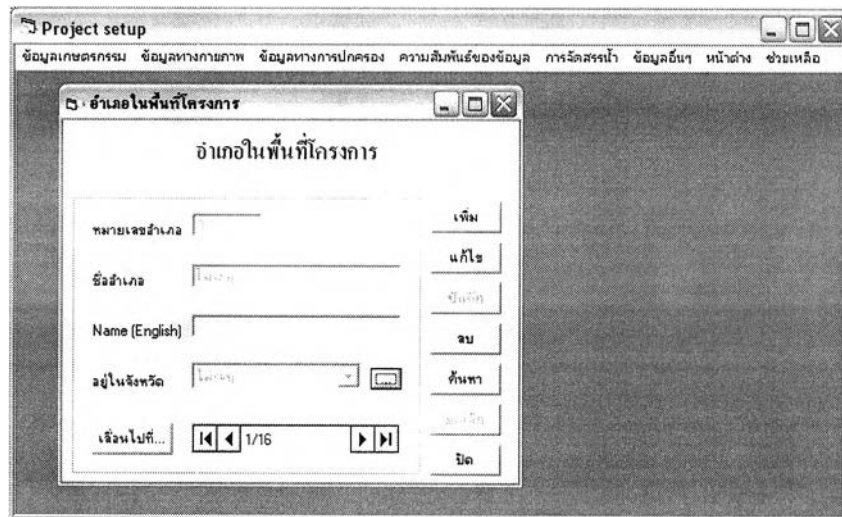 Project setup
ข้อมูลเกษตรกรรม ข้อมูลทางกายภาพ ข้อมูลทางการปกครอง ความสัมพันธ์ของข้อมูล การจัดสรรน้ำ ข้อมูลอื่นๆ หน้าต่าง ช่วยเหลือ
อำเภอในพื้นที่โครงการ
อำเภอในพื้นที่โครงการ
หมายเลขอำเภอ
เพิ่ม
แก้ไข
ชื่ออำเภอ
บันทึก
Name (English)
ลบ
อยู่ในจังหวัด
...
ค้นหา
ยกเลิก
เลื่อนไปที่...
1/16
ปิด